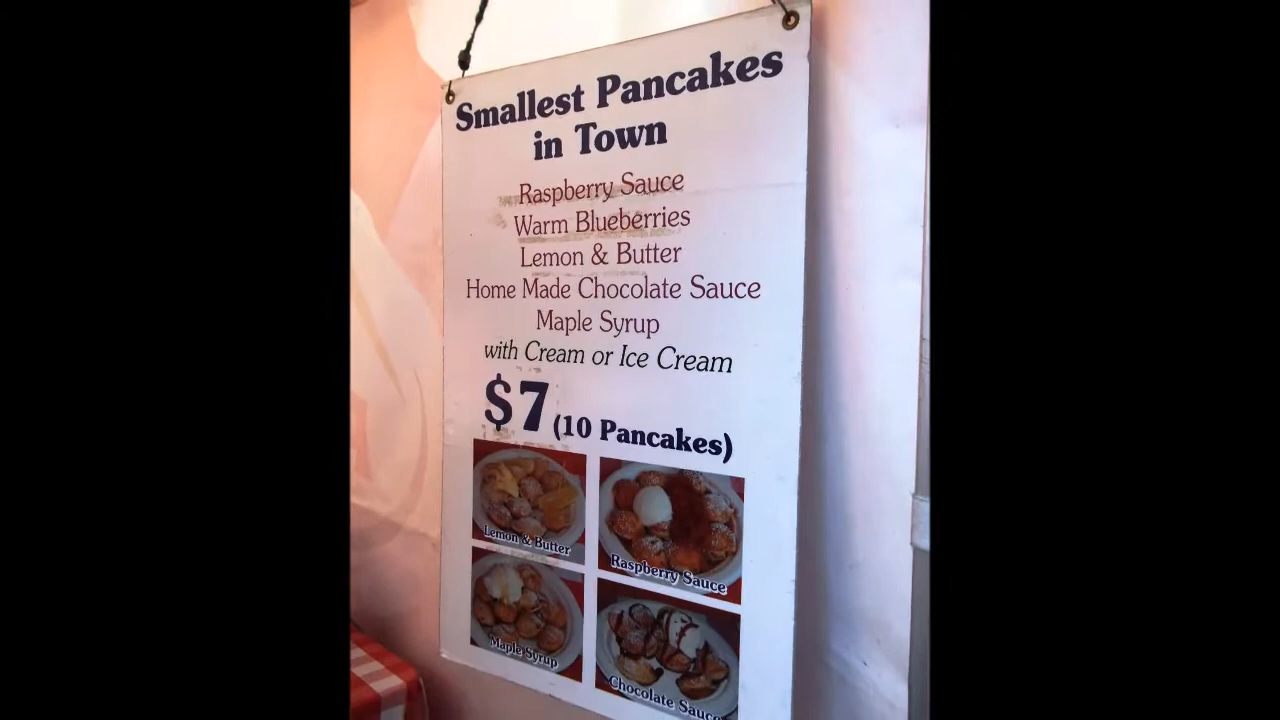 Smallest Pancakes
in Town
Raspberry Sauce
Warm Blueberries
Lemon & Butter
Home Made Chocolate Sauce
Maple Syrup
with Cream or Ice Cream
$7 (10 Pancakes)
Lemon & Butter
Raspberry Sauce
Maple Syrup
Chocolate Sauce